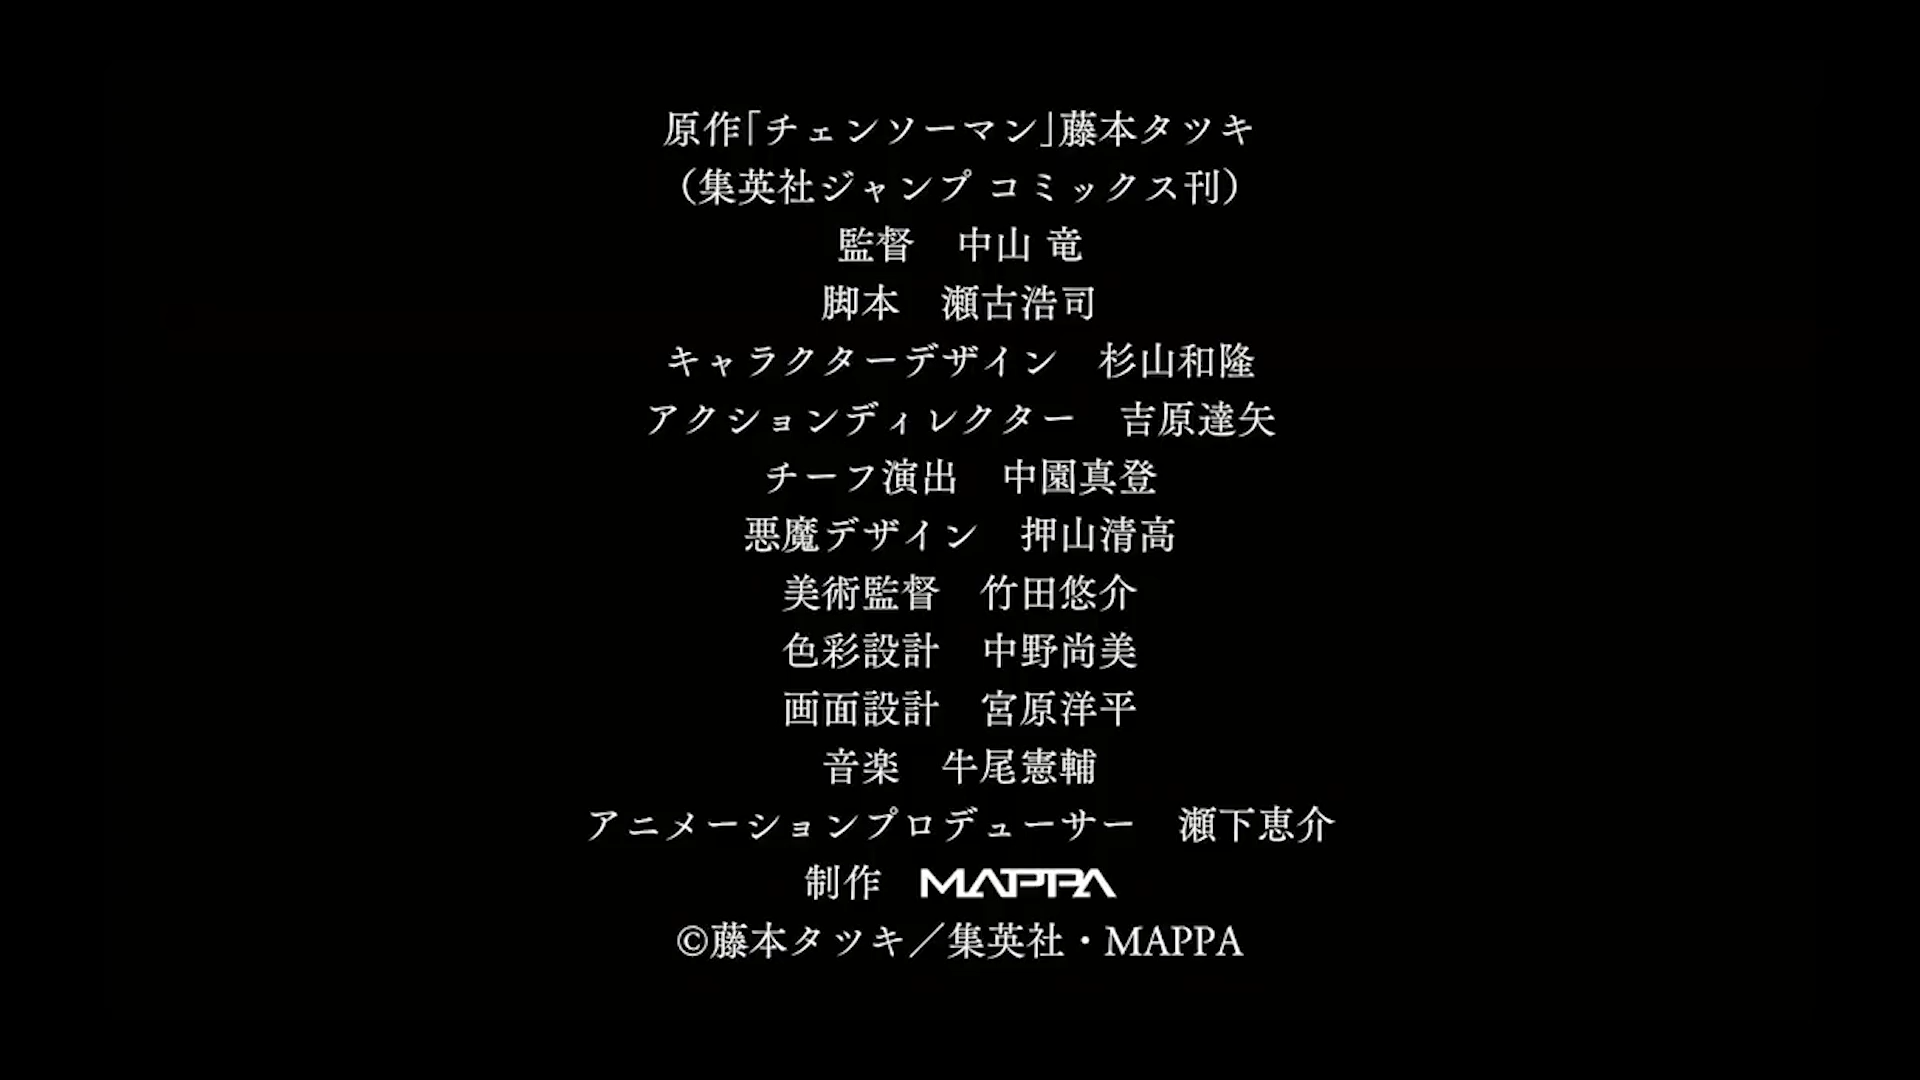 原作「チェンソーマン」藤本タツキ
（集英社ジャンプ コミックス刊）
監督　中山 竜
脚本　瀬古浩司
キャラクターデザイン　杉山和隆
アクションディレクター　吉原達矢
チーフ演出　中園真登
悪魔デザイン　押山清高
美術監督　竹田悠介
色彩設計　中野尚美
画面設計　宮原洋平
音楽　牛尾憲輔
アニメーションプロデューサー　瀬下恵介
制作　MAPPA
©藤本タツキ／集英社・MAPPA